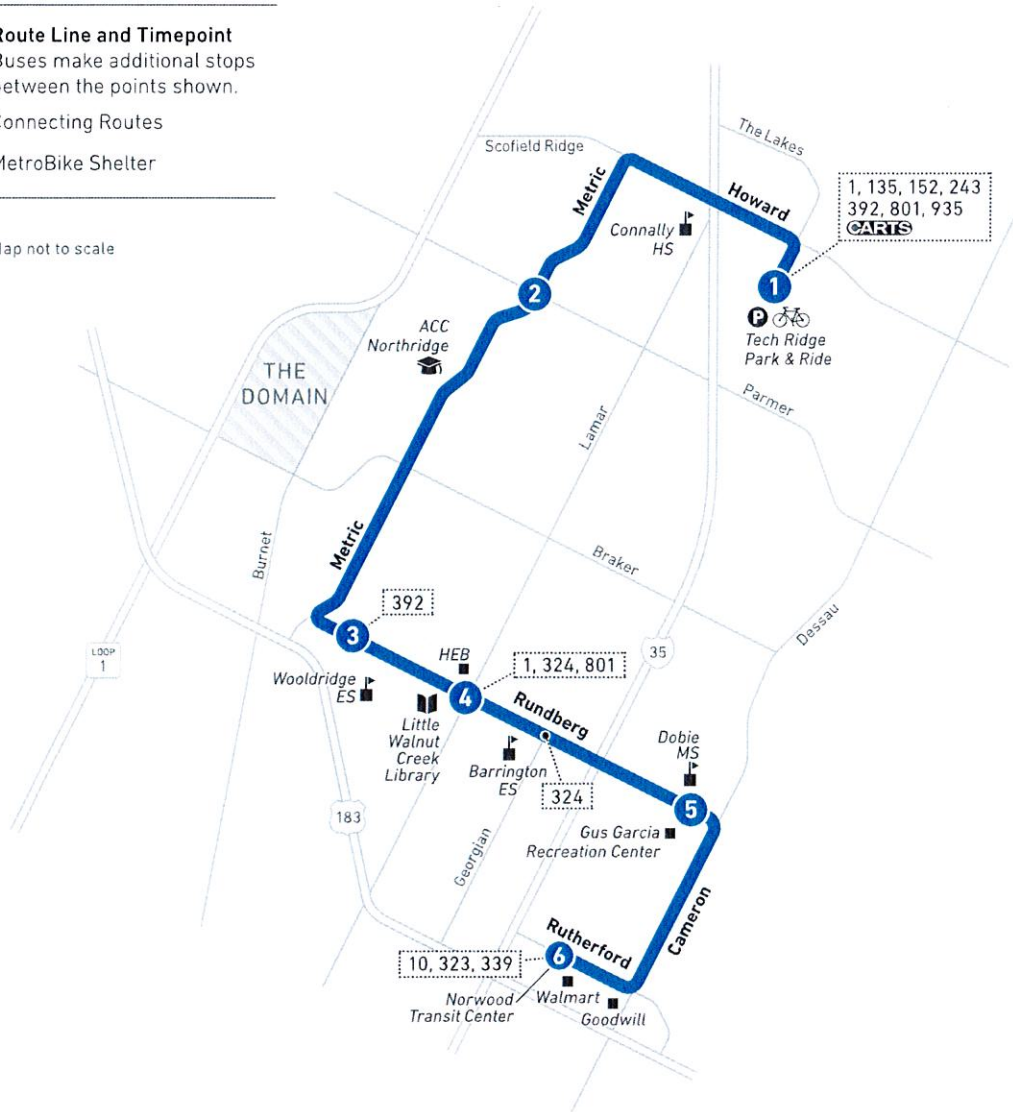 Route Line and Timepoint
Buses make additional stops
between the points shown.
Connecting Routes
MetroBike Shelter
Map not to scale
Scofield Ridge
The Lakes
Metric
Howard
1, 135, 152, 243
392, 801, 935
CARTS
Connally
HS
1
2
P
Tech Ridge
Park & Ride
ACC
Northridge
THE
DOMAIN
Parmer
Lamar
Metric
Burnet
Braker
Dessau
392
3
35
LOOP
1
HEB
1, 324, 801
Wooldridge
ES
4
Rundberg
Little
Walnut
Creek
Library
Barrington
ES
324
Dobie
MS
5
183
Gus Garcia
Recreation Center
Georgian
Cameron
Rutherford
10, 323, 339
6
Norwood
Transit Center
Walmart
Goodwill